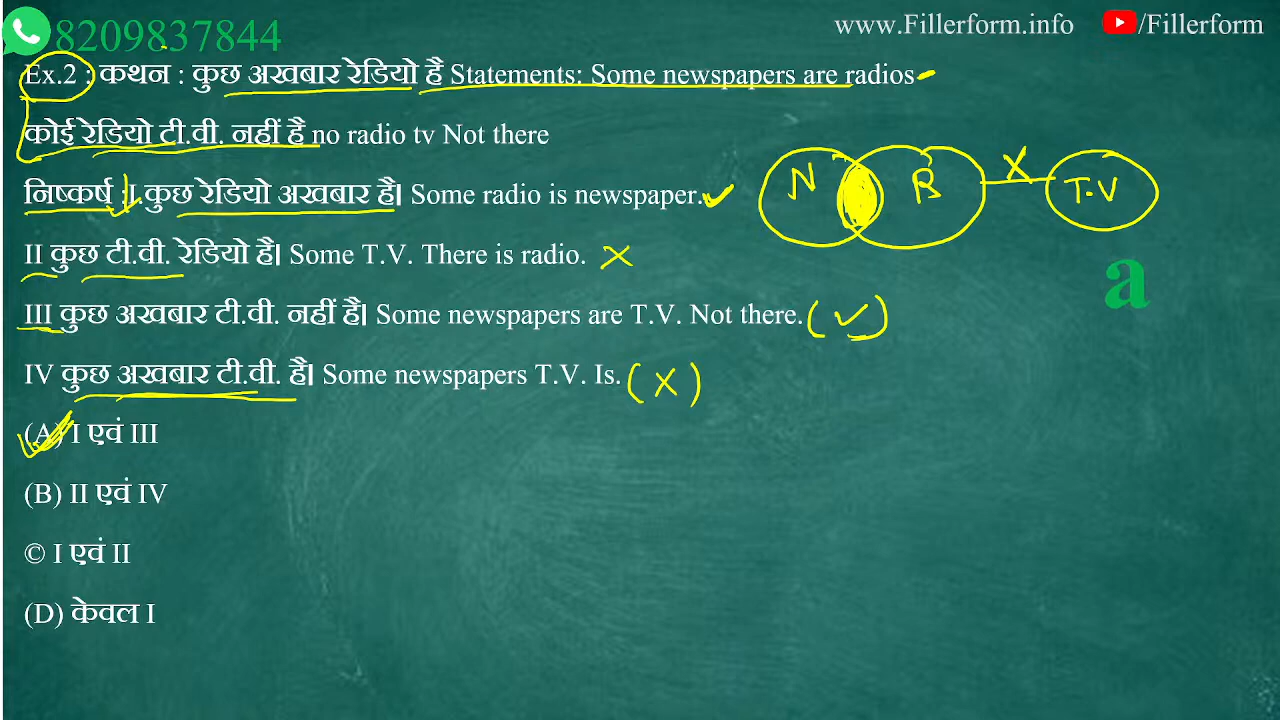 8209837844
www.Fillerform.info /Fillerform
Ex.2 : कथन : कुछ अखबार रेडियो है Statements: Some newspapers are radios
कोई रेडियो टी.वी. नहीं है no radio tv Not there
निष्कर्ष :I.कुछ रेडियो अखबार है। Some radio is newspaper.
II कुछ टी.वी. रेडियो है। Some T.V. There is radio.
III कुछ अखबार टी.वी. नहीं है। Some newspapers are T.V. Not there.
IV कुछ अखबार टी.वी. है। Some newspapers T.V. Is.
(A) I एवं III
(B) II एवं IV
© I एवं II
(D) केवल I
N R X T.V
a